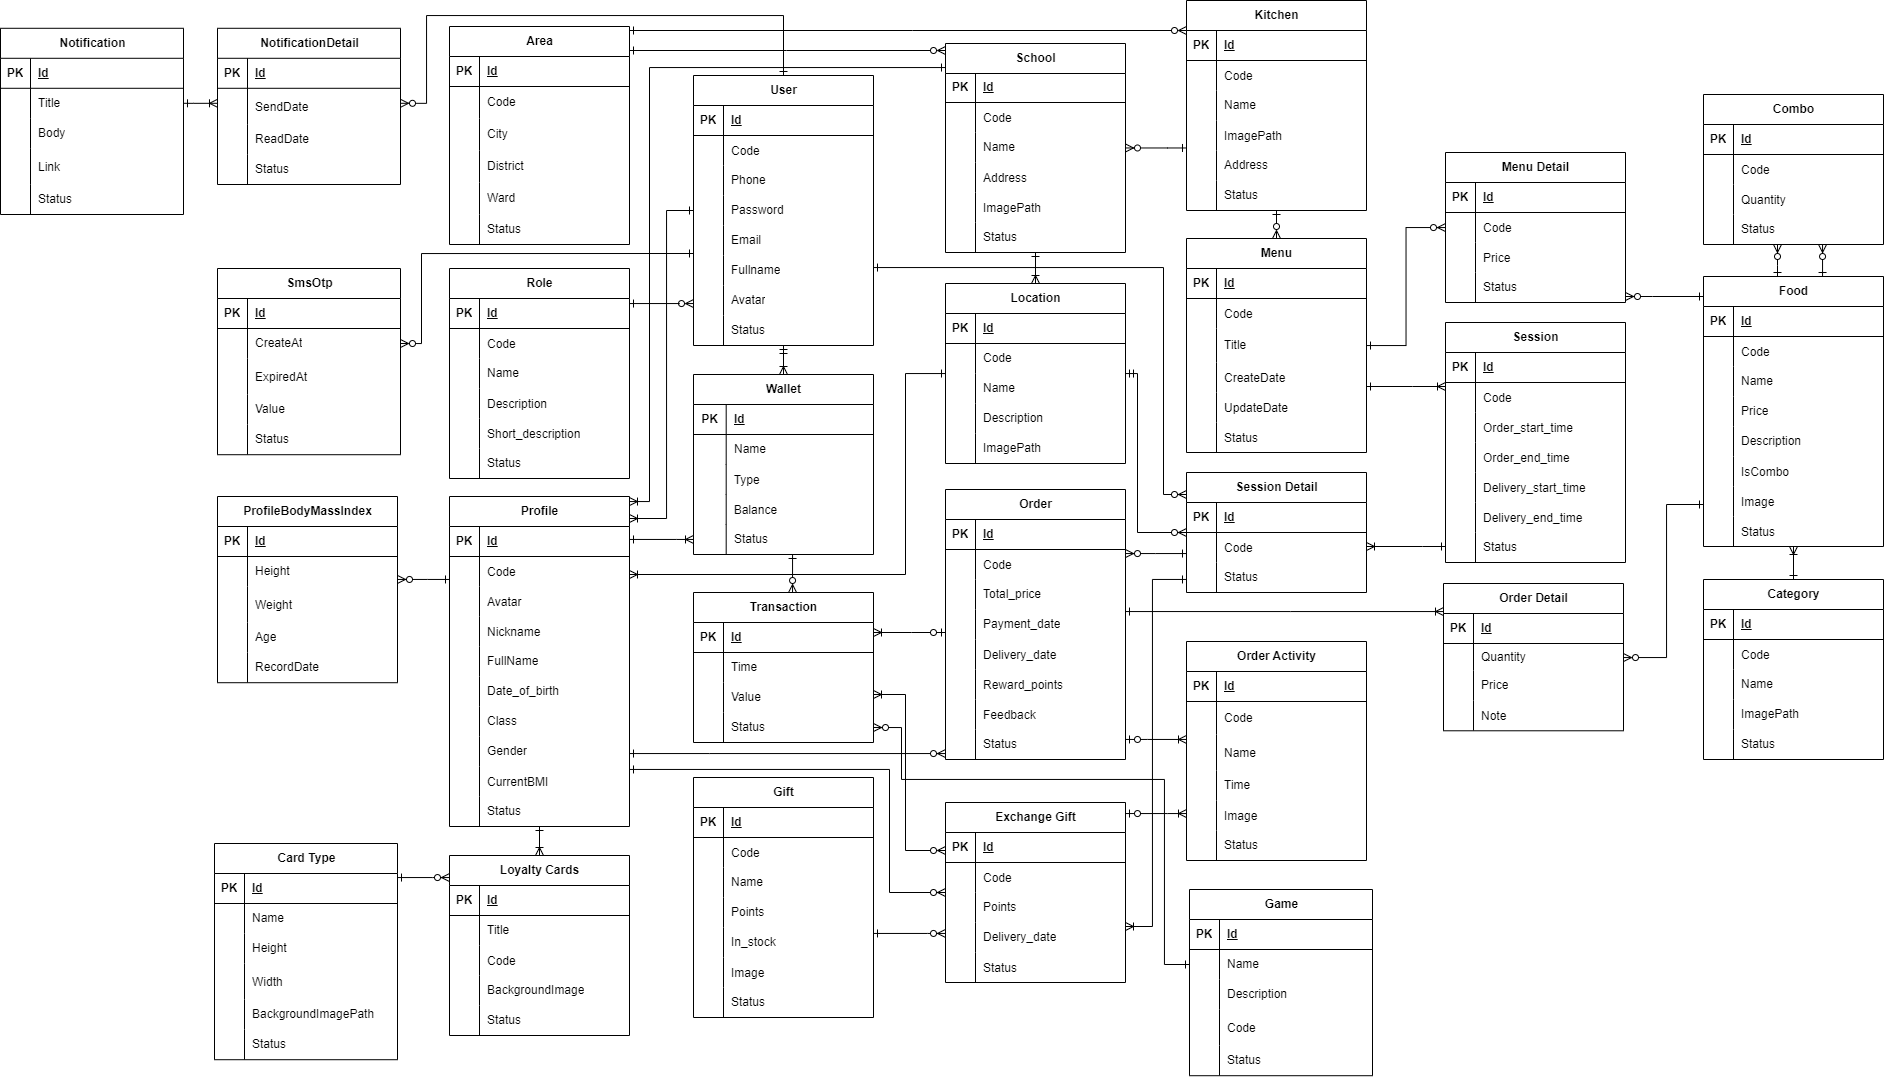 Notification
PK Id
Title
Body
Link
Status
NotificationDetail
PK Id
SendDate
ReadDate
Status
Area
PK Id
Code
City
District
Ward
Status
User
PK Id
Code
Phone
Password
Email
Fullname
Avatar
Status
School
PK Id
Code
Name
Address
ImagePath
Status
Kitchen
PK Id
Code
Name
ImagePath
Address
Status
Menu Detail
PK Id
Code
Price
Status
Combo
PK Id
Code
Quantity
Status
SmsOtp
PK Id
CreateAt
ExpiredAt
Value
Status
Role
PK Id
Code
Name
Description
Short_description
Status
Wallet
PK Id
Name
Type
Balance
Status
Location
PK Id
Code
Name
Description
ImagePath
Menu
PK Id
Code
Title
CreateDate
UpdateDate
Status
Session
PK Id
Code
Order_start_time
Order_end_time
Delivery_start_time
Delivery_end_time
Status
Food
PK Id
Code
Name
Price
Description
IsCombo
Image
Status
ProfileBodyMassIndex
PK Id
Height
Weight
Age
RecordDate
Profile
PK Id
Code
Avatar
Nickname
FullName
Date_of_birth
Class
Gender
CurrentBMI
Status
Transaction
PK Id
Time
Value
Status
Order
PK Id
Code
Total_price
Payment_date
Delivery_date
Reward_points
Feedback
Status
Session Detail
PK Id
Code
Status
Order Detail
PK Id
Quantity
Price
Note
Category
PK Id
Code
Name
ImagePath
Status
Order Activity
PK Id
Code
Name
Time
Image
Status
Card Type
PK Id
Name
Height
Width
BackgroundImagePath
Status
Loyalty Cards
PK Id
Title
Code
BackgroundImage
Status
Gift
PK Id
Code
Name
Points
In_stock
Image
Status
Exchange Gift
PK Id
Code
Points
Delivery_date
Status
Game
PK Id
Name
Description
Code
Status